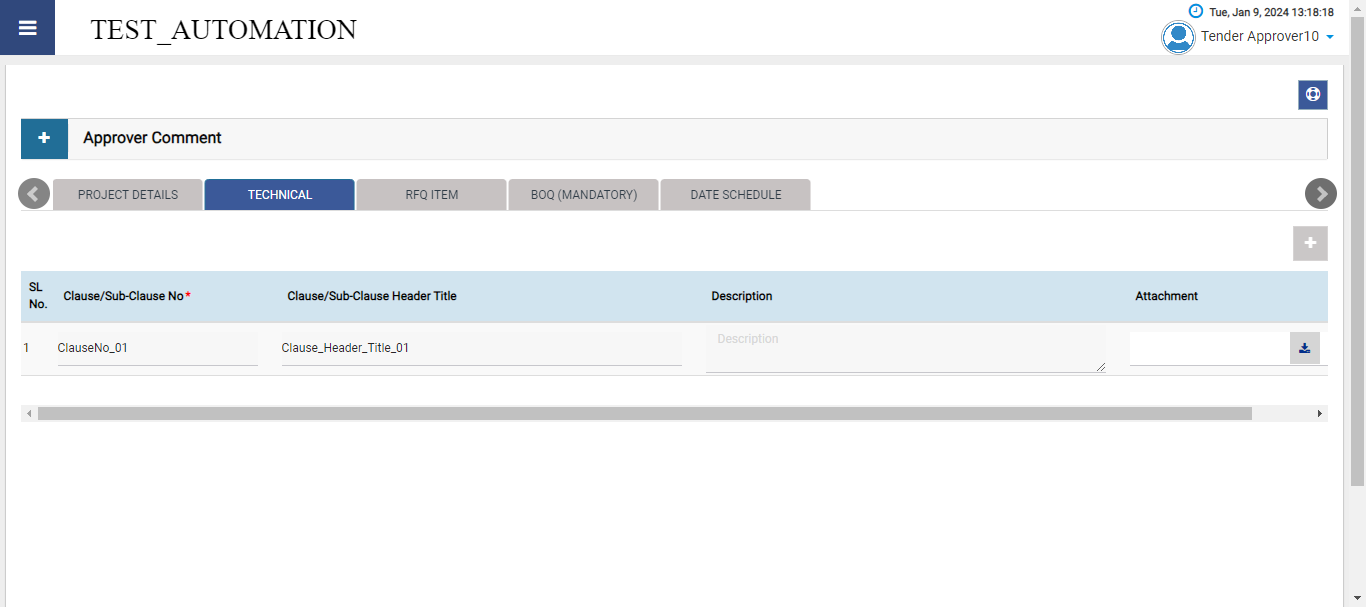 TEST_AUTOMATION
Tue, Jan 9, 2024 13:18:18
Tender Approver10
Approver Comment
PROJECT DETAILS TECHNICAL RFQ ITEM BOQ (MANDATORY) DATE SCHEDULE
SL No. Clause/Sub-Clause No* Clause/Sub-Clause Header Title Description Attachment
1 ClauseNo_01 Clause_Header_Title_01 Description